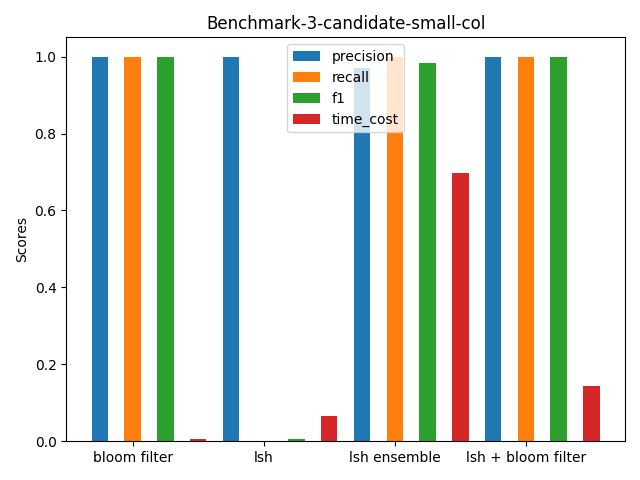 Benchmark-3-candidate-small-col
precision
recall
f1
time_cost
Scores
1.0
0.8
0.6
0.4
0.2
0.0
bloom filter
lsh
lsh ensemble
lsh + bloom filter